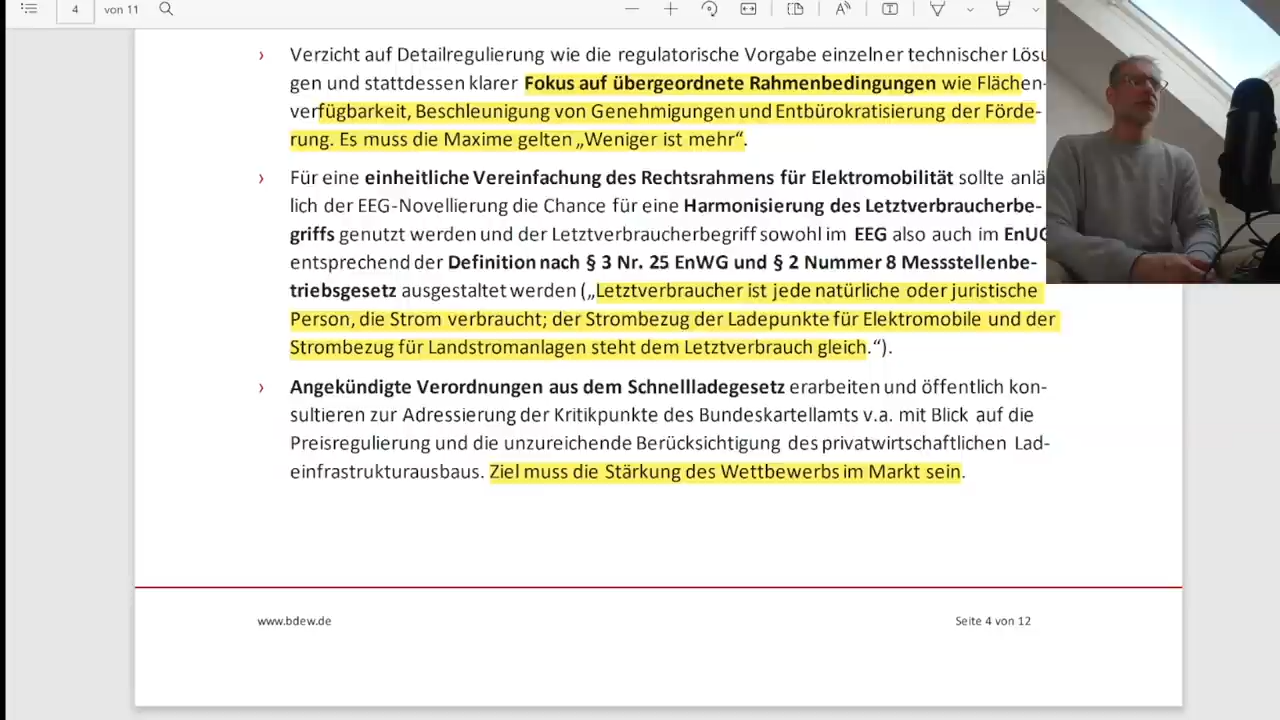 4 von 11
› Verzicht auf Detailregulierung wie die regulatorische Vorgabe einzelner technischer Lösu
gen und stattdessen klarer Fokus auf übergeordnete Rahmenbedingungen wie Flächen-
verfügbarkeit, Beschleunigung von Genehmigungen und Entbürokratisierung der Förde-
rung. Es muss die Maxime gelten „Weniger ist mehr“.
› Für eine einheitliche Vereinfachung des Rechtsrahmens für Elektromobilität sollte anlä
lich der EEG-Novellierung die Chance für eine Harmonisierung des Letztverbraucherbe-
griffs genutzt werden und der Letztverbraucherbegriff sowohl im EEG also auch im EnUG
entsprechend der Definition nach § 3 Nr. 25 EnWG und § 2 Nummer 8 Messstellenbe-
triebsgesetz ausgestaltet werden („Letztverbraucher ist jede natürliche oder juristische
Person, die Strom verbraucht; der Strombezug der Ladepunkte für Elektromobile und der
Strombezug für Landstromanlagen steht dem Letztverbrauch gleich.“).
› Angekündigte Verordnungen aus dem Schnellladegesetz erarbeiten und öffentlich kon-
sultieren zur Adressierung der Kritikpunkte des Bundeskartellamts v.a. mit Blick auf die
Preisregulierung und die unzureichende Berücksichtigung des privatwirtschaftlichen Lad-
einfrastrukturausbaus. Ziel muss die Stärkung des Wettbewerbs im Markt sein.
www.bdew.de
Seite 4 von 12